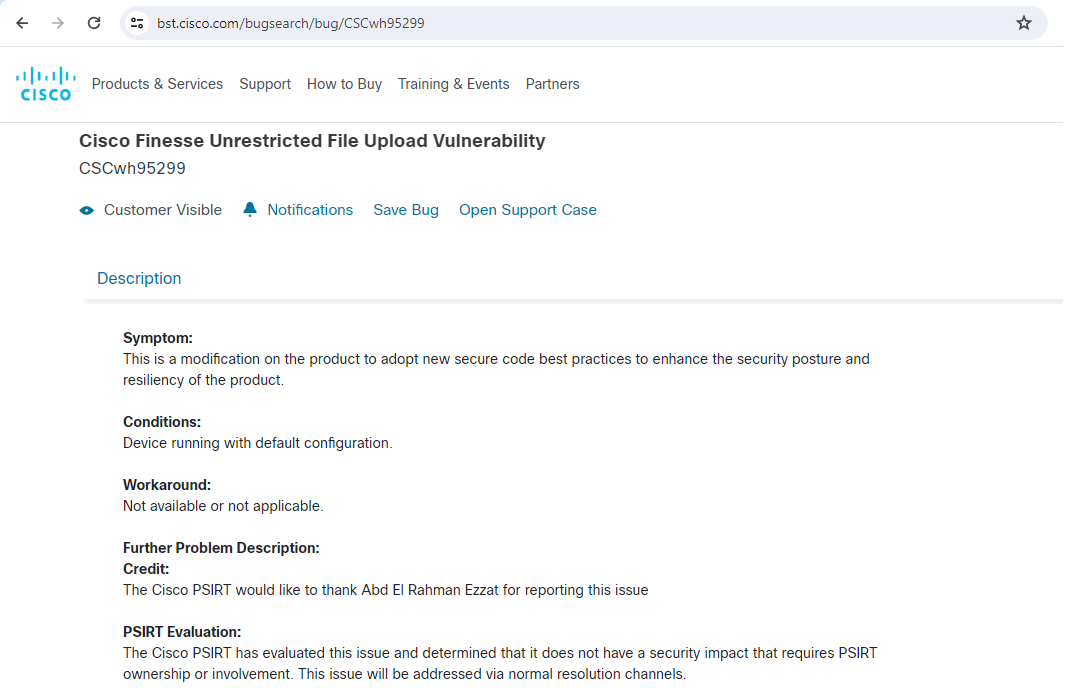 bst.cisco.com/bugsearch/bug/CSCwh95299
CISCO
Products & Services Support How to Buy Training & Events Partners
Cisco Finesse Unrestricted File Upload Vulnerability
CSCwh95299
Customer Visible Notifications Save Bug Open Support Case
Description
Symptom:
This is a modification on the product to adopt new secure code best practices to enhance the security posture and
resiliency of the product.
Conditions:
Device running with default configuration.
Workaround:
Not available or not applicable.
Further Problem Description:
Credit:
The Cisco PSIRT would like to thank Abd El Rahman Ezzat for reporting this issue
PSIRT Evaluation:
The Cisco PSIRT has evaluated this issue and determined that it does not have a security impact that requires PSIRT
ownership or involvement. This issue will be addressed via normal resolution channels.